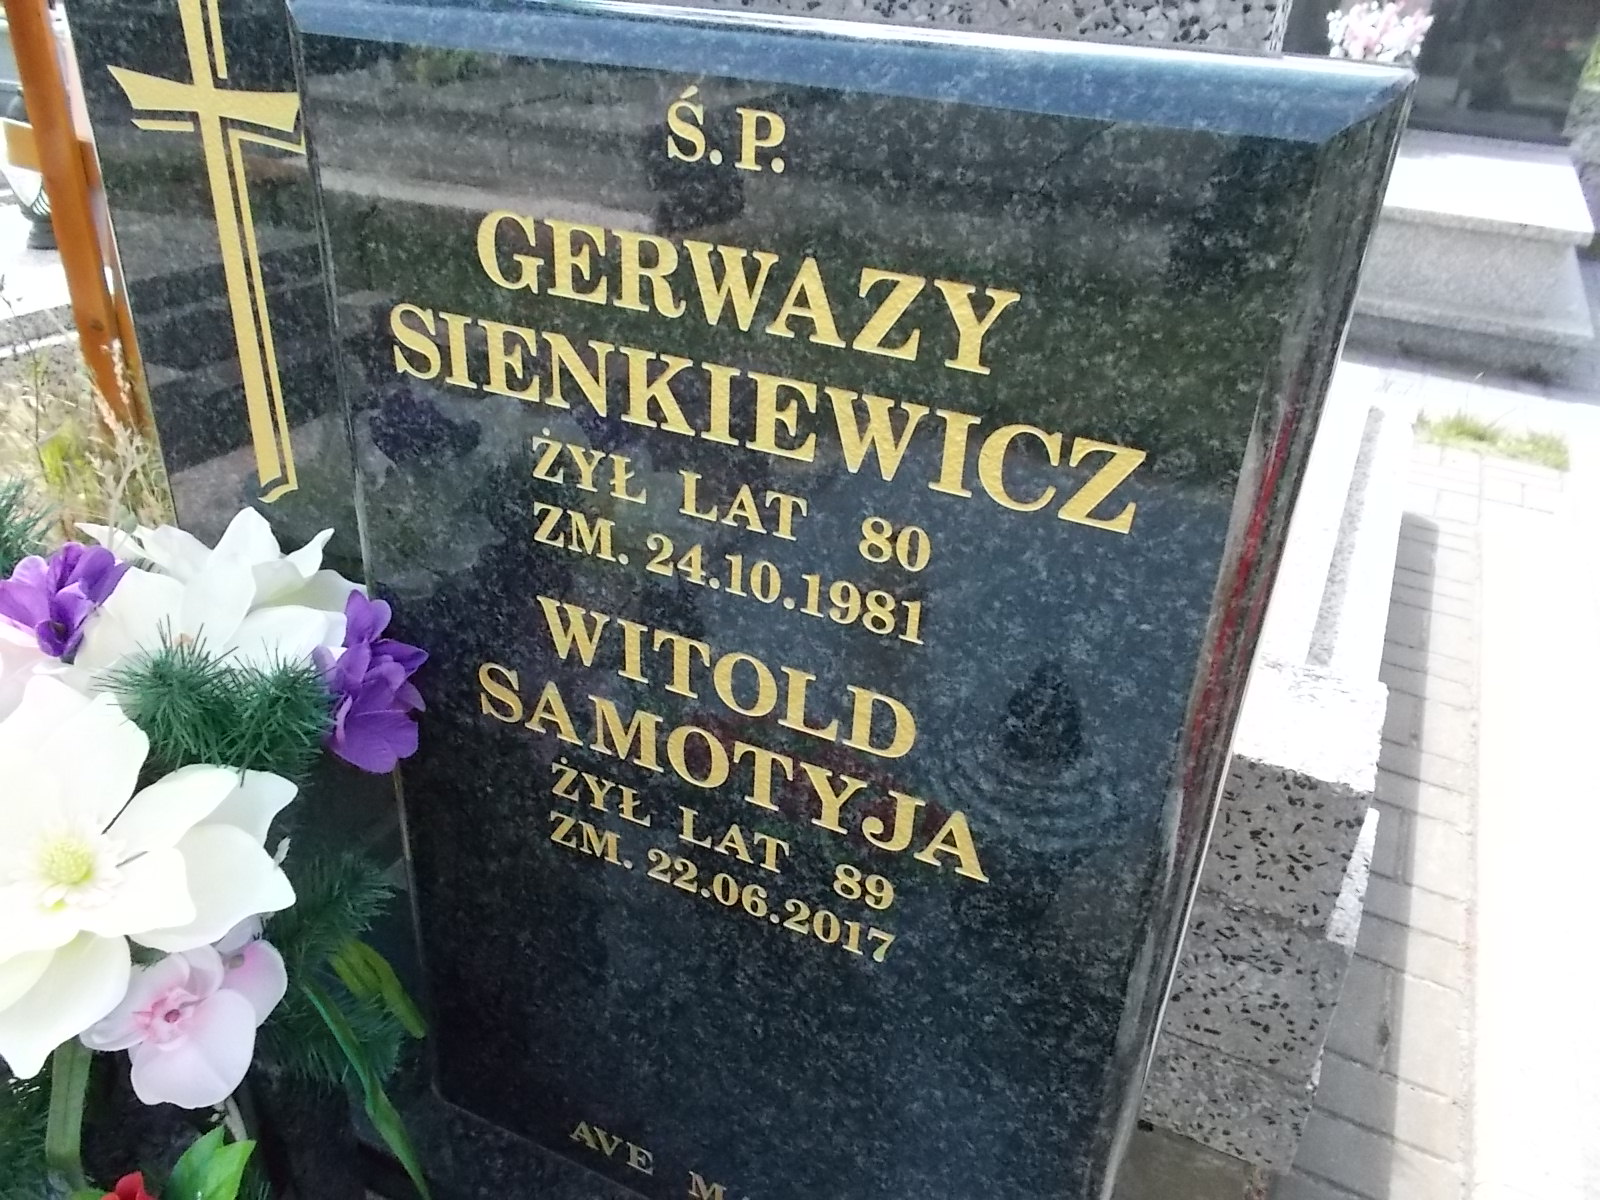 Ś.P.
GERWAZY
SIENKIEWICZ
ŻYŁ LAT 80
ZM. 24.10.1981
WITOLD
SAMOTYJA
ŻYŁ LAT 89
ZM. 22.06.2017
AVE